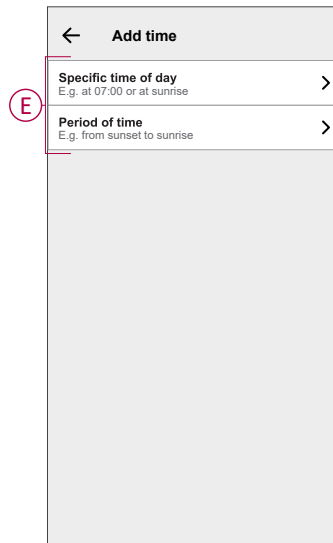 Add time
Specific time of day
E.g. at 07:00 or at sunrise
E
Period of time
E.g. from sunset to sunrise